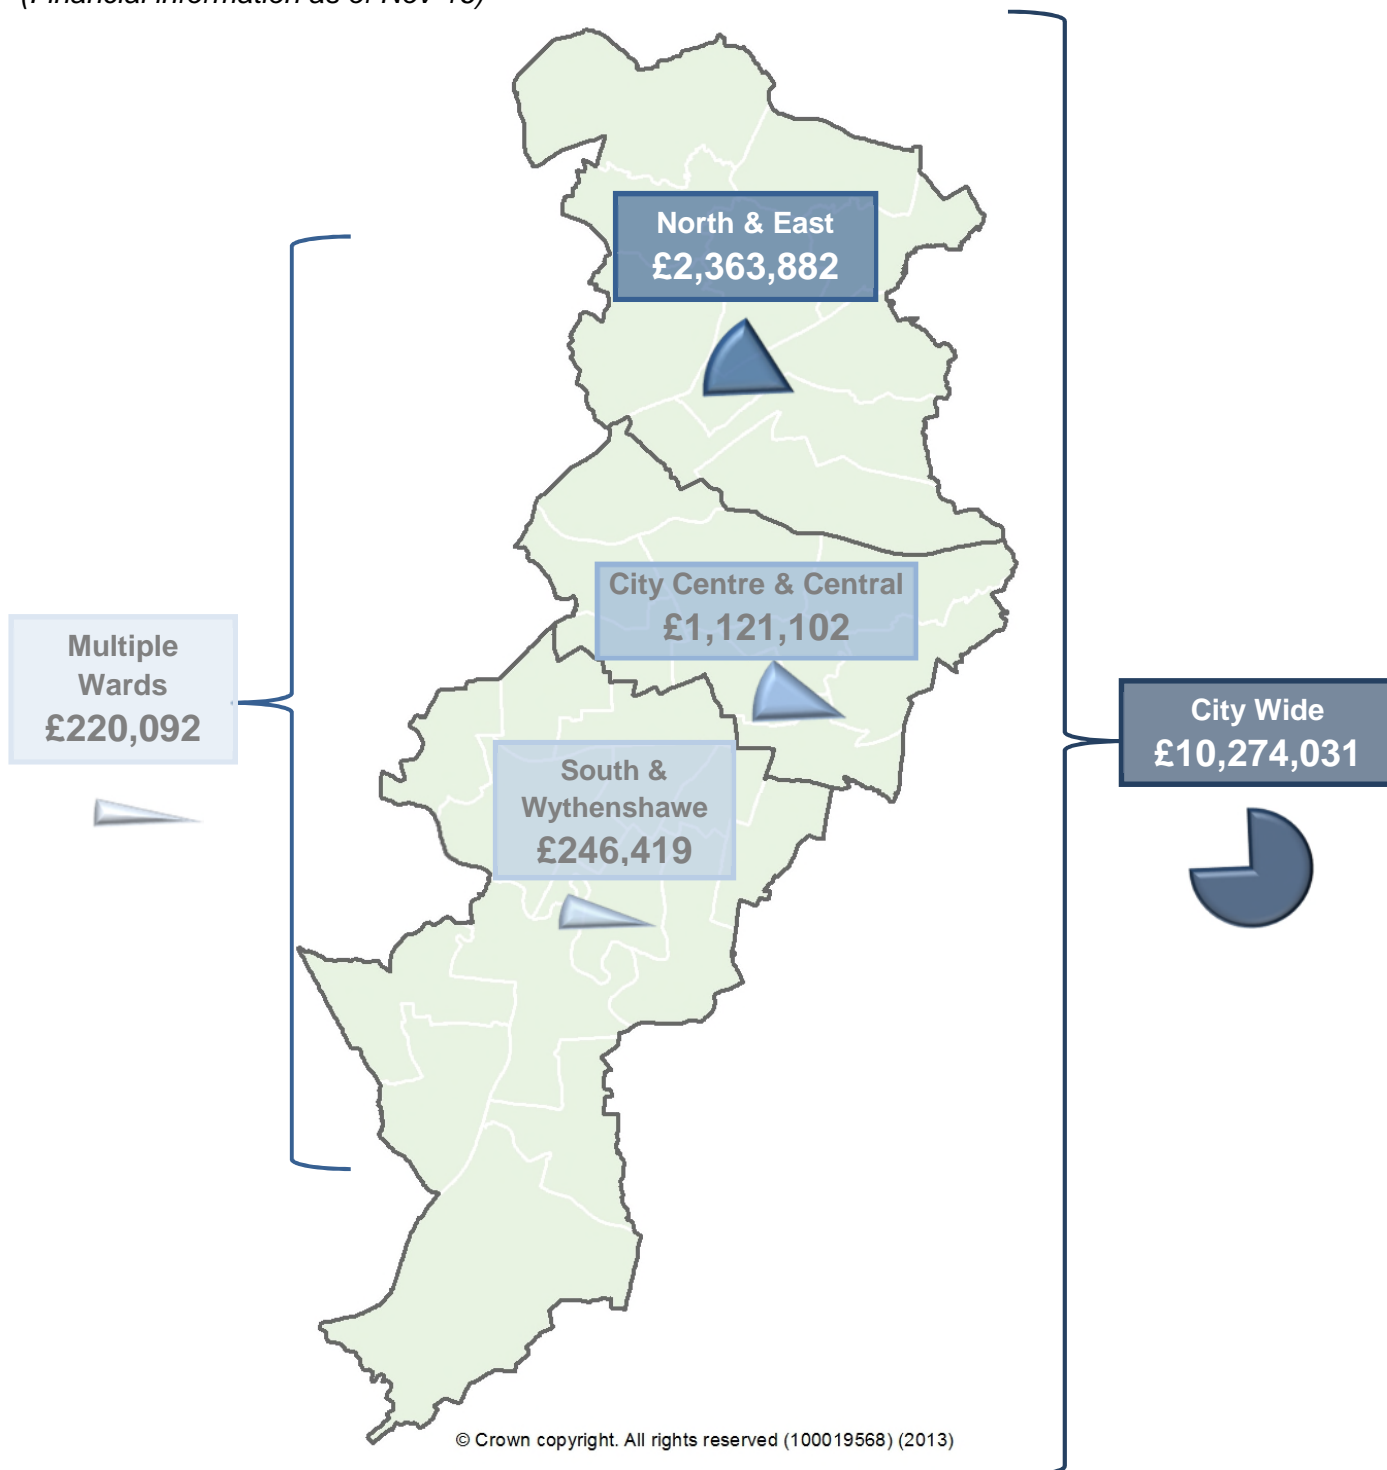 North & East
£2,363,882
City Centre & Central
£1,121,102
Multiple
Wards
£220,092
City Wide
£10,274,031
South &
Wythenshawe
£246,419
© Crown copyright. All rights reserved (100019568) (2013)